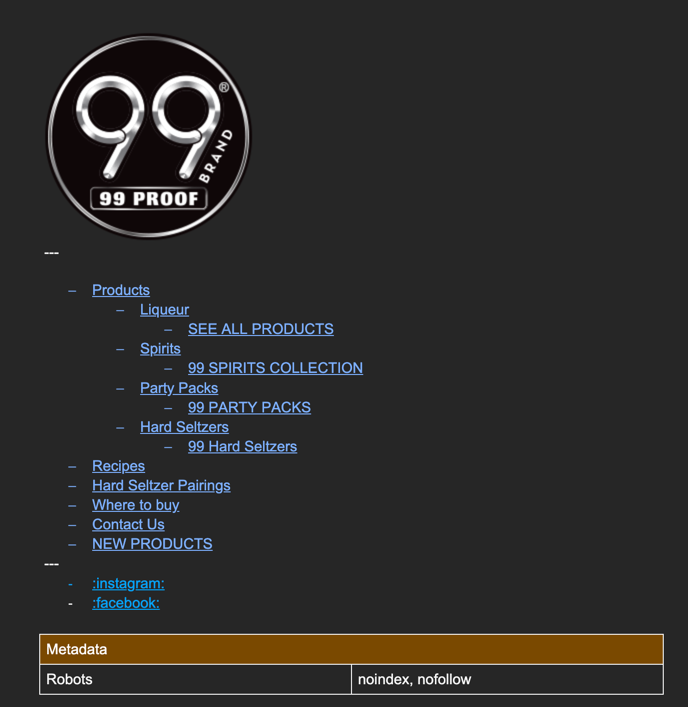 99®
BRAND
99 PROOF
---
– Products
– Liqueur
– SEE ALL PRODUCTS
– Spirits
– 99 SPIRITS COLLECTION
– Party Packs
– 99 PARTY PACKS
– Hard Seltzers
– 99 Hard Seltzers
– Recipes
– Hard Seltzer Pairings
– Where to buy
– Contact Us
– NEW PRODUCTS
---
- :instagram:
- :facebook:
Metadata
Robots noindex, nofollow